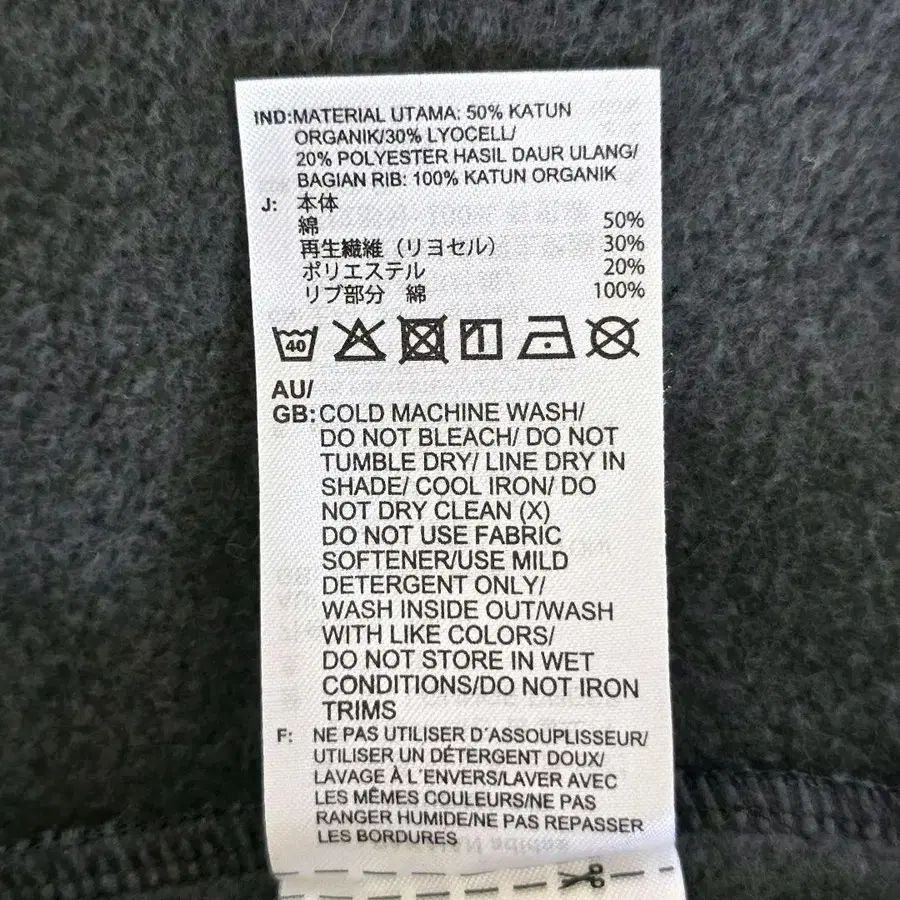 IND:MATERIAL UTAMA: 50% KATUN
ORGANIK/30% LYOCELL/
20% POLYESTER HASIL DAUR ULANG/
BAGIAN RIB: 100% KATUN ORGANIK
J: 本体
綿 50%
再生繊維（リヨセル） 30%
ポリエステル 20%
リブ部分 綿 100%
40
AU/
GB:COLD MACHINE WASH/
DO NOT BLEACH/ DO NOT
TUMBLE DRY/ LINE DRY IN
SHADE/ COOL IRON/ DO
NOT DRY CLEAN (X)
DO NOT USE FABRIC
SOFTENER/USE MILD
DETERGENT ONLY/
WASH INSIDE OUT/WASH
WITH LIKE COLORS/
DO NOT STORE IN WET
CONDITIONS/DO NOT IRON
TRIMS
F: NE PAS UTILISER D´ASSOUPLISSEUR/
UTILISER UN DÉTERGENT DOUX/
LAVAGE À L´ENVERS/LAVER AVEC
LES MÊMES COULEURS/NE PAS
RANGER HUMIDE/NE PAS REPASSER
LES BORDURES